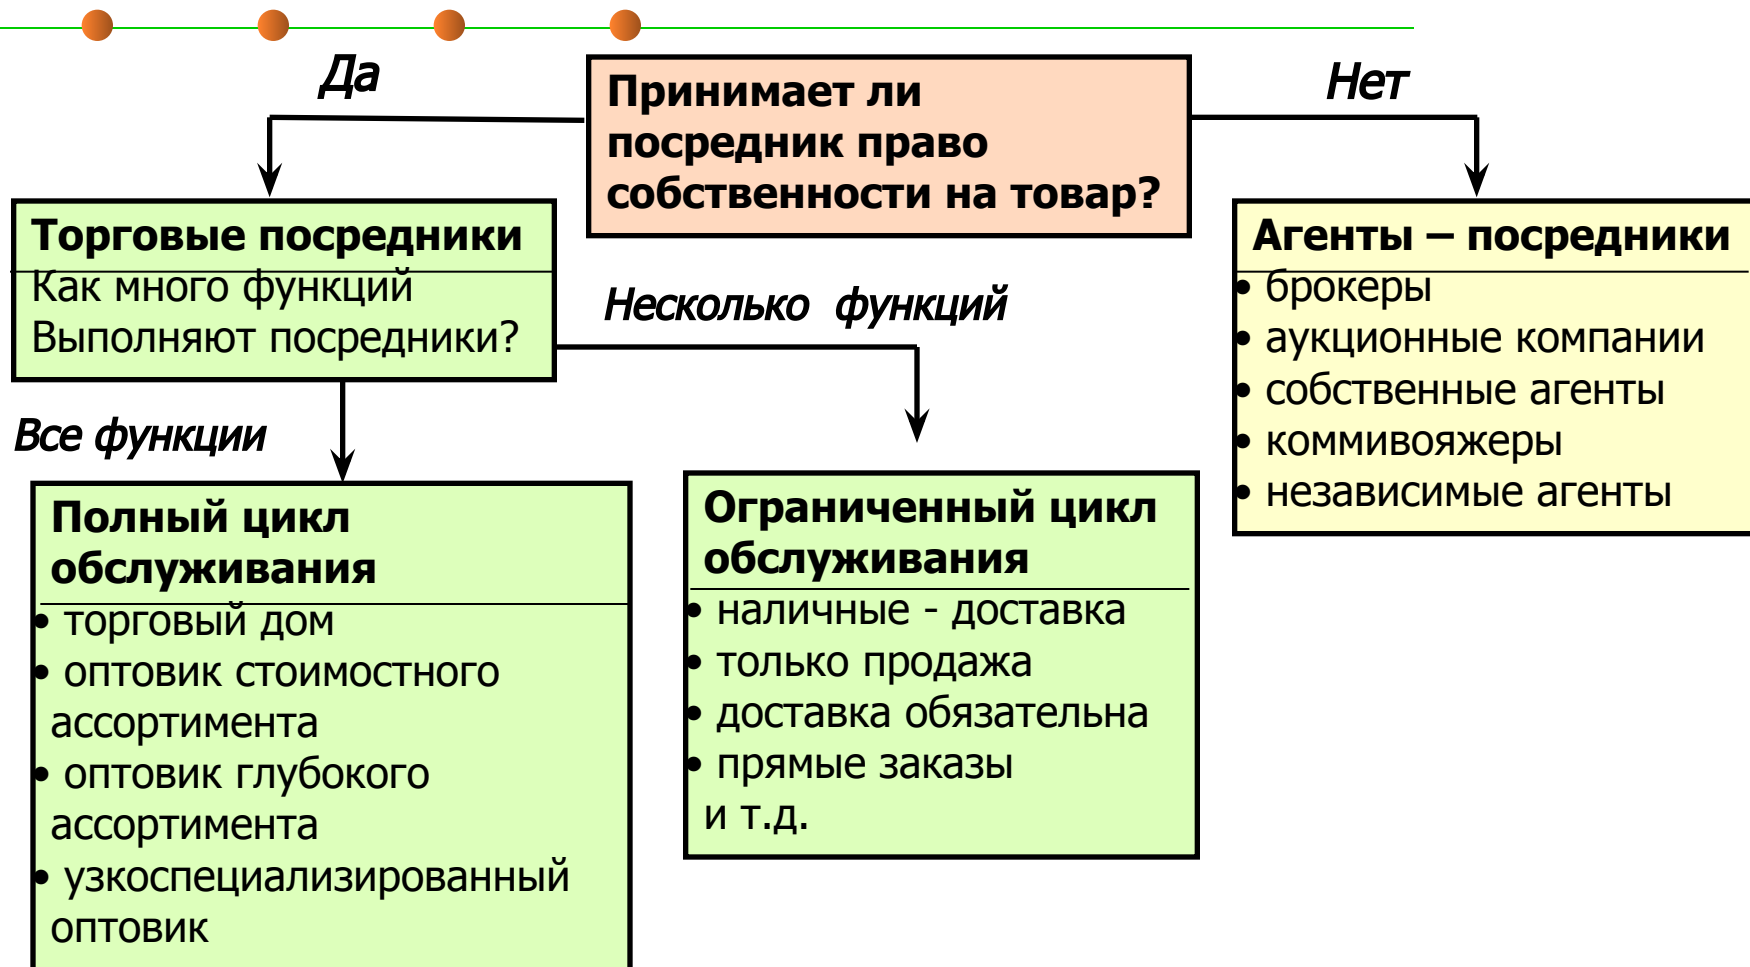 Да
Принимает ли
посредник право
собственности на товар?
Нет
Торговые посредники
Как много функций
Выполняют посредники?
Несколько функций
Агенты – посредники
• брокеры
• аукционные компании
• собственные агенты
• коммивояжеры
• независимые агенты
Все функции
Полный цикл
обслуживания
• торговый дом
• оптовик стоимостного
ассортимента
• оптовик глубокого
ассортимента
• узкоспециализированный
оптовик
Ограниченный цикл
обслуживания
• наличные - доставка
• только продажа
• доставка обязательна
• прямые заказы
и т.д.